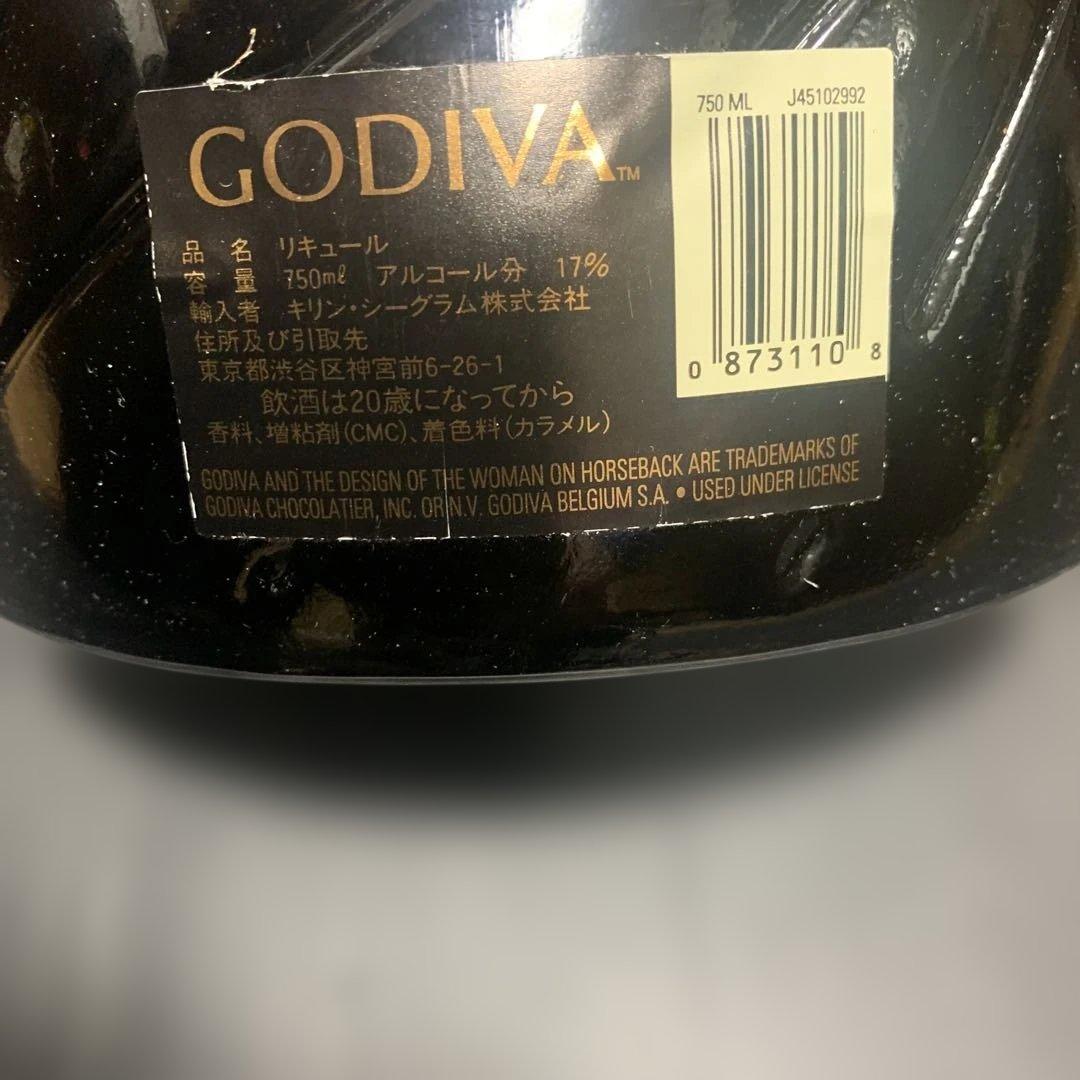 GODIVA™
750 ML J45102992
0 873110 8
品名 リキュール
容量 750mℓ アルコール分 17%
輸入者 キリン・シーグラム株式会社
住所及び引取先
東京都渋谷区神宮前6-26-1
飲酒は20歳になってから
香料、増粘剤(CMC)、着色料(カラメル)
GODIVA AND THE DESIGN OF THE WOMAN ON HORSEBACK ARE TRADEMARKS OF
GODIVA CHOCOLATIER, INC. OR N.V. GODIVA BELGIUM S.A. • USED UNDER LICENSE